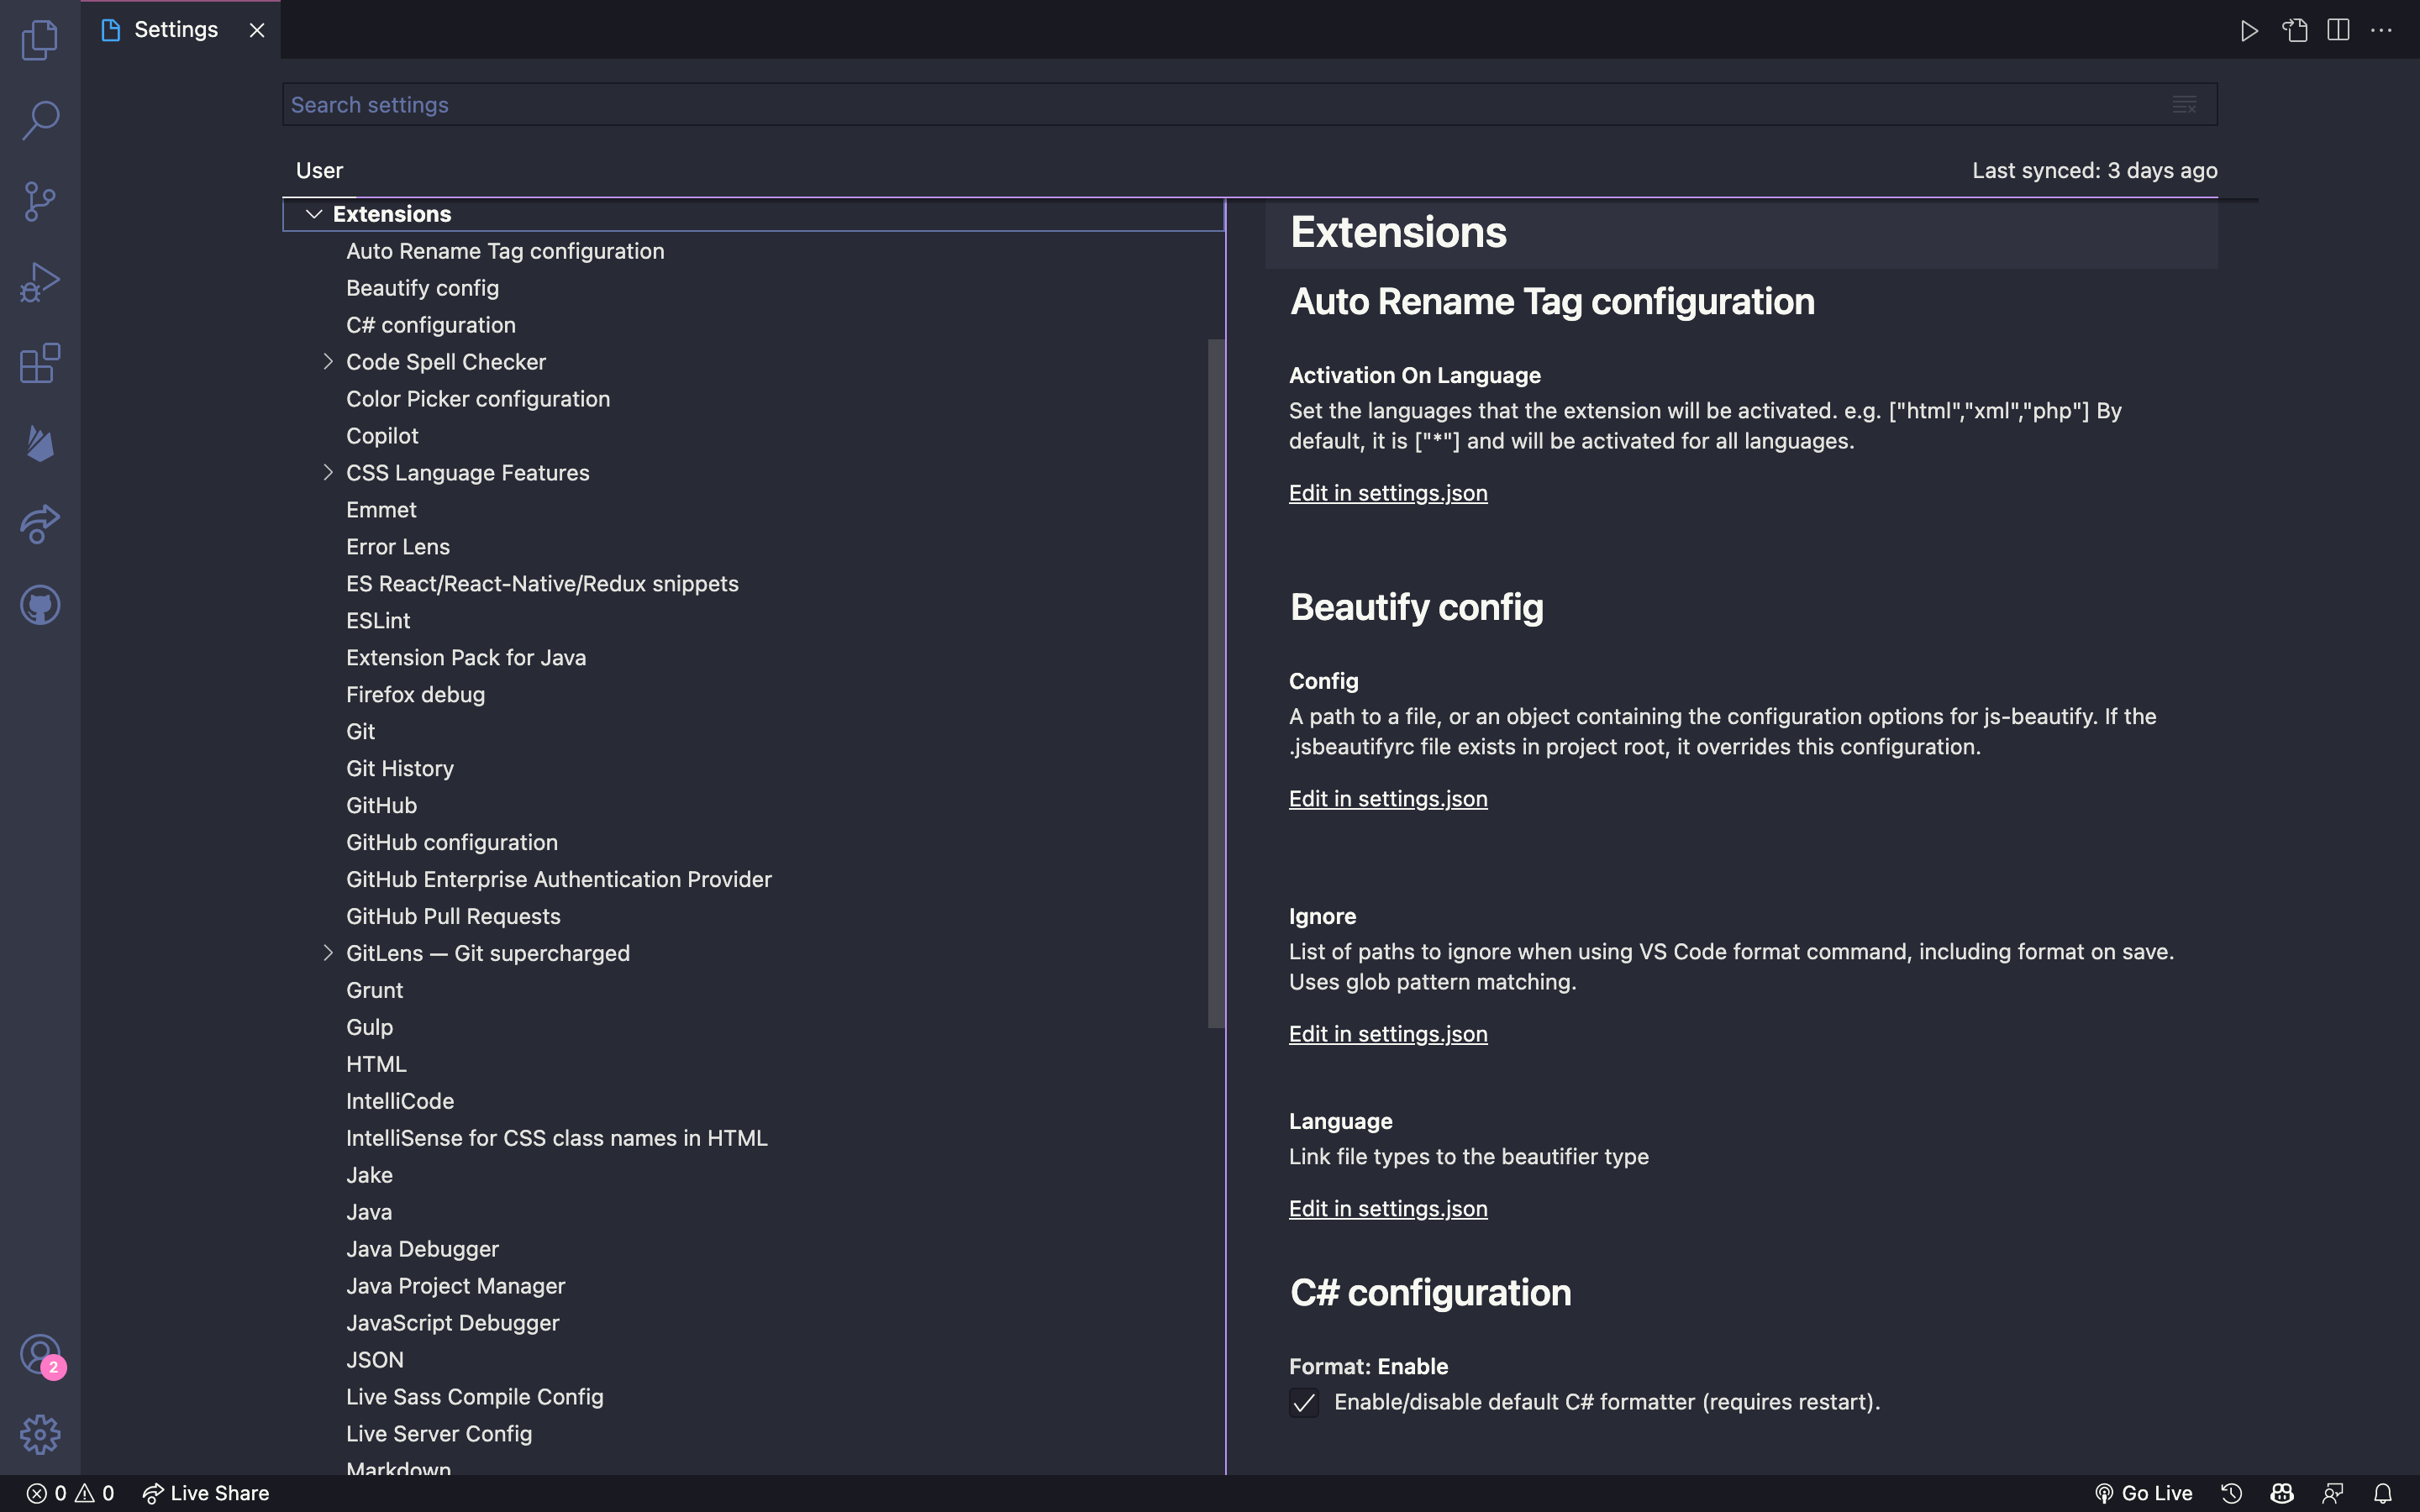 Settings
Search settings
User
Last synced: 3 days ago
Extensions
Auto Rename Tag configuration
Beautify config
C# configuration
Code Spell Checker
Color Picker configuration
Copilot
CSS Language Features
Emmet
Error Lens
ES React/React-Native/Redux snippets
ESLint
Extension Pack for Java
Firefox debug
Git
Git History
GitHub
GitHub configuration
GitHub Enterprise Authentication Provider
GitHub Pull Requests
GitLens — Git supercharged
Grunt
Gulp
HTML
IntelliCode
IntelliSense for CSS class names in HTML
Jake
Java
Java Debugger
Java Project Manager
JavaScript Debugger
JSON
Live Sass Compile Config
Live Server Config
Markdown
Extensions
Auto Rename Tag configuration
Activation On Language
Set the languages that the extension will be activated. e.g. ["html","xml","php"] By
default, it is ["*"] and will be activated for all languages.
Edit in settings.json
Beautify config
Config
A path to a file, or an object containing the configuration options for js-beautify. If the
.jsbeautifyrc file exists in project root, it overrides this configuration.
Edit in settings.json
Ignore
List of paths to ignore when using VS Code format command, including format on save.
Uses glob pattern matching.
Edit in settings.json
Language
Link file types to the beautifier type
Edit in settings.json
C# configuration
Format: Enable
Enable/disable default C# formatter (requires restart).
2
0 0 Live Share
Go Live